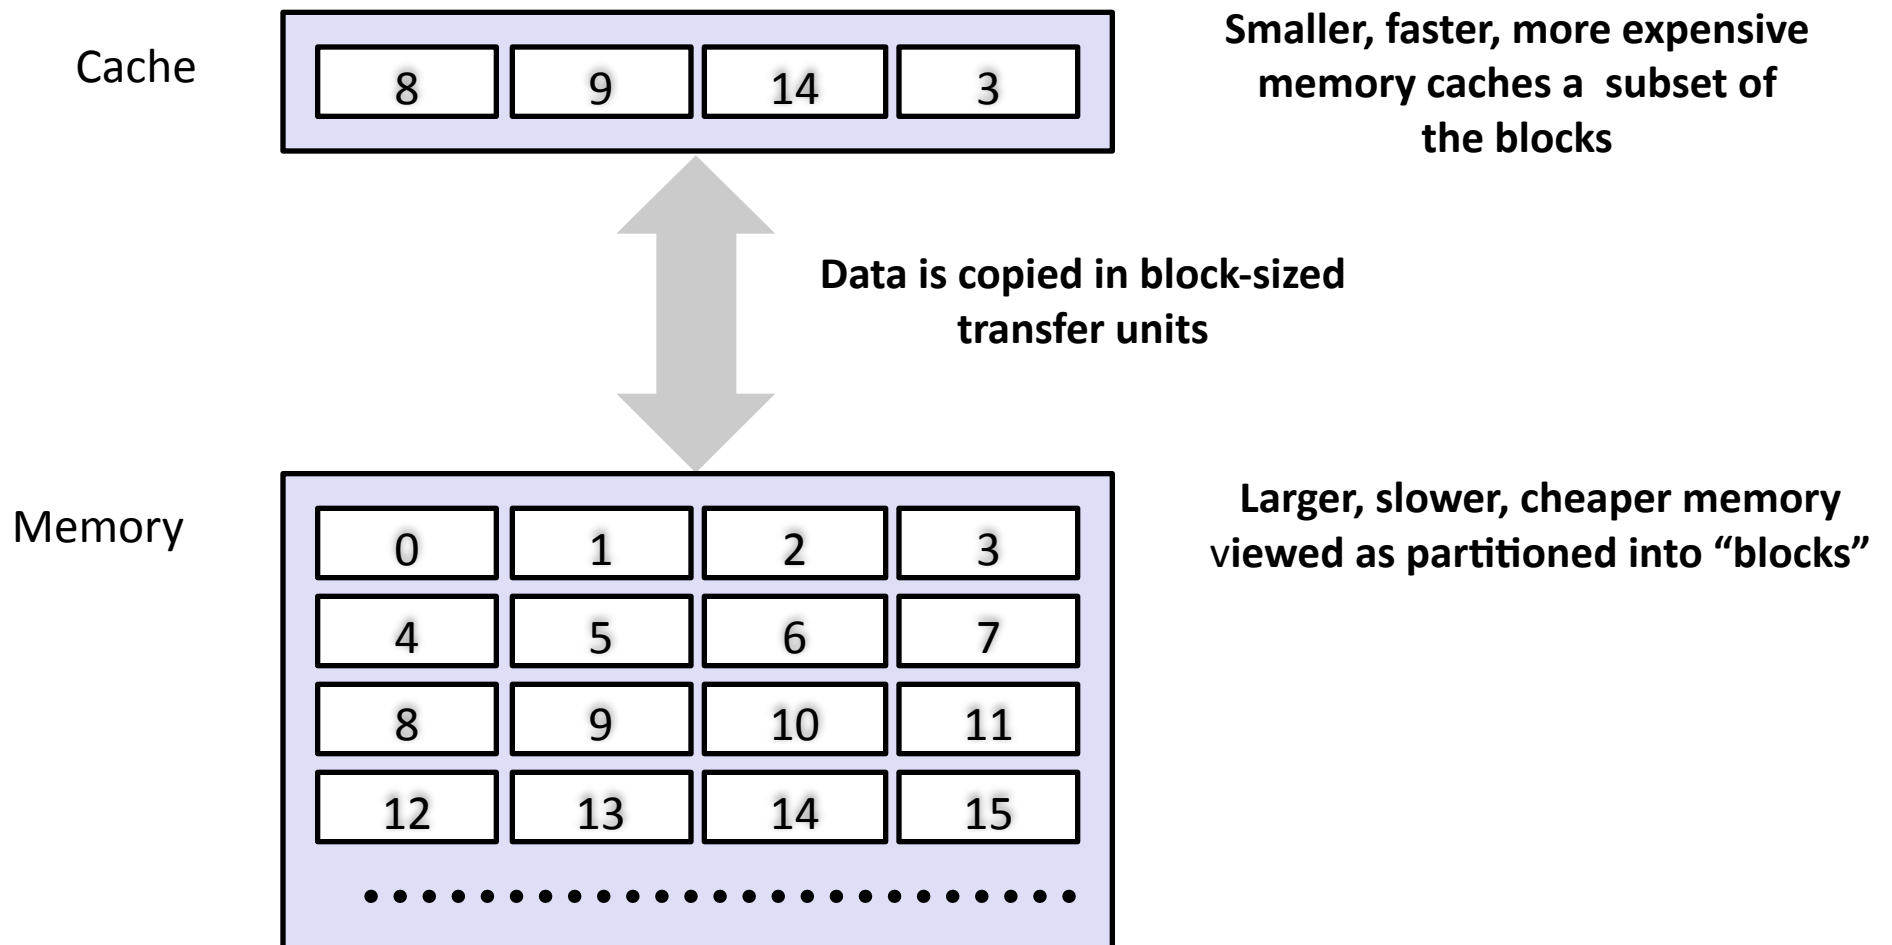 Cache
8 9 14 3
Smaller, faster, more expensive
memory caches a  subset of
the blocks
Data is copied in block-sized
transfer units
Memory
Larger, slower, cheaper memory
viewed as partitioned into “blocks”
0 1 2 3
4 5 6 7
8 9 10 11
12 13 14 15